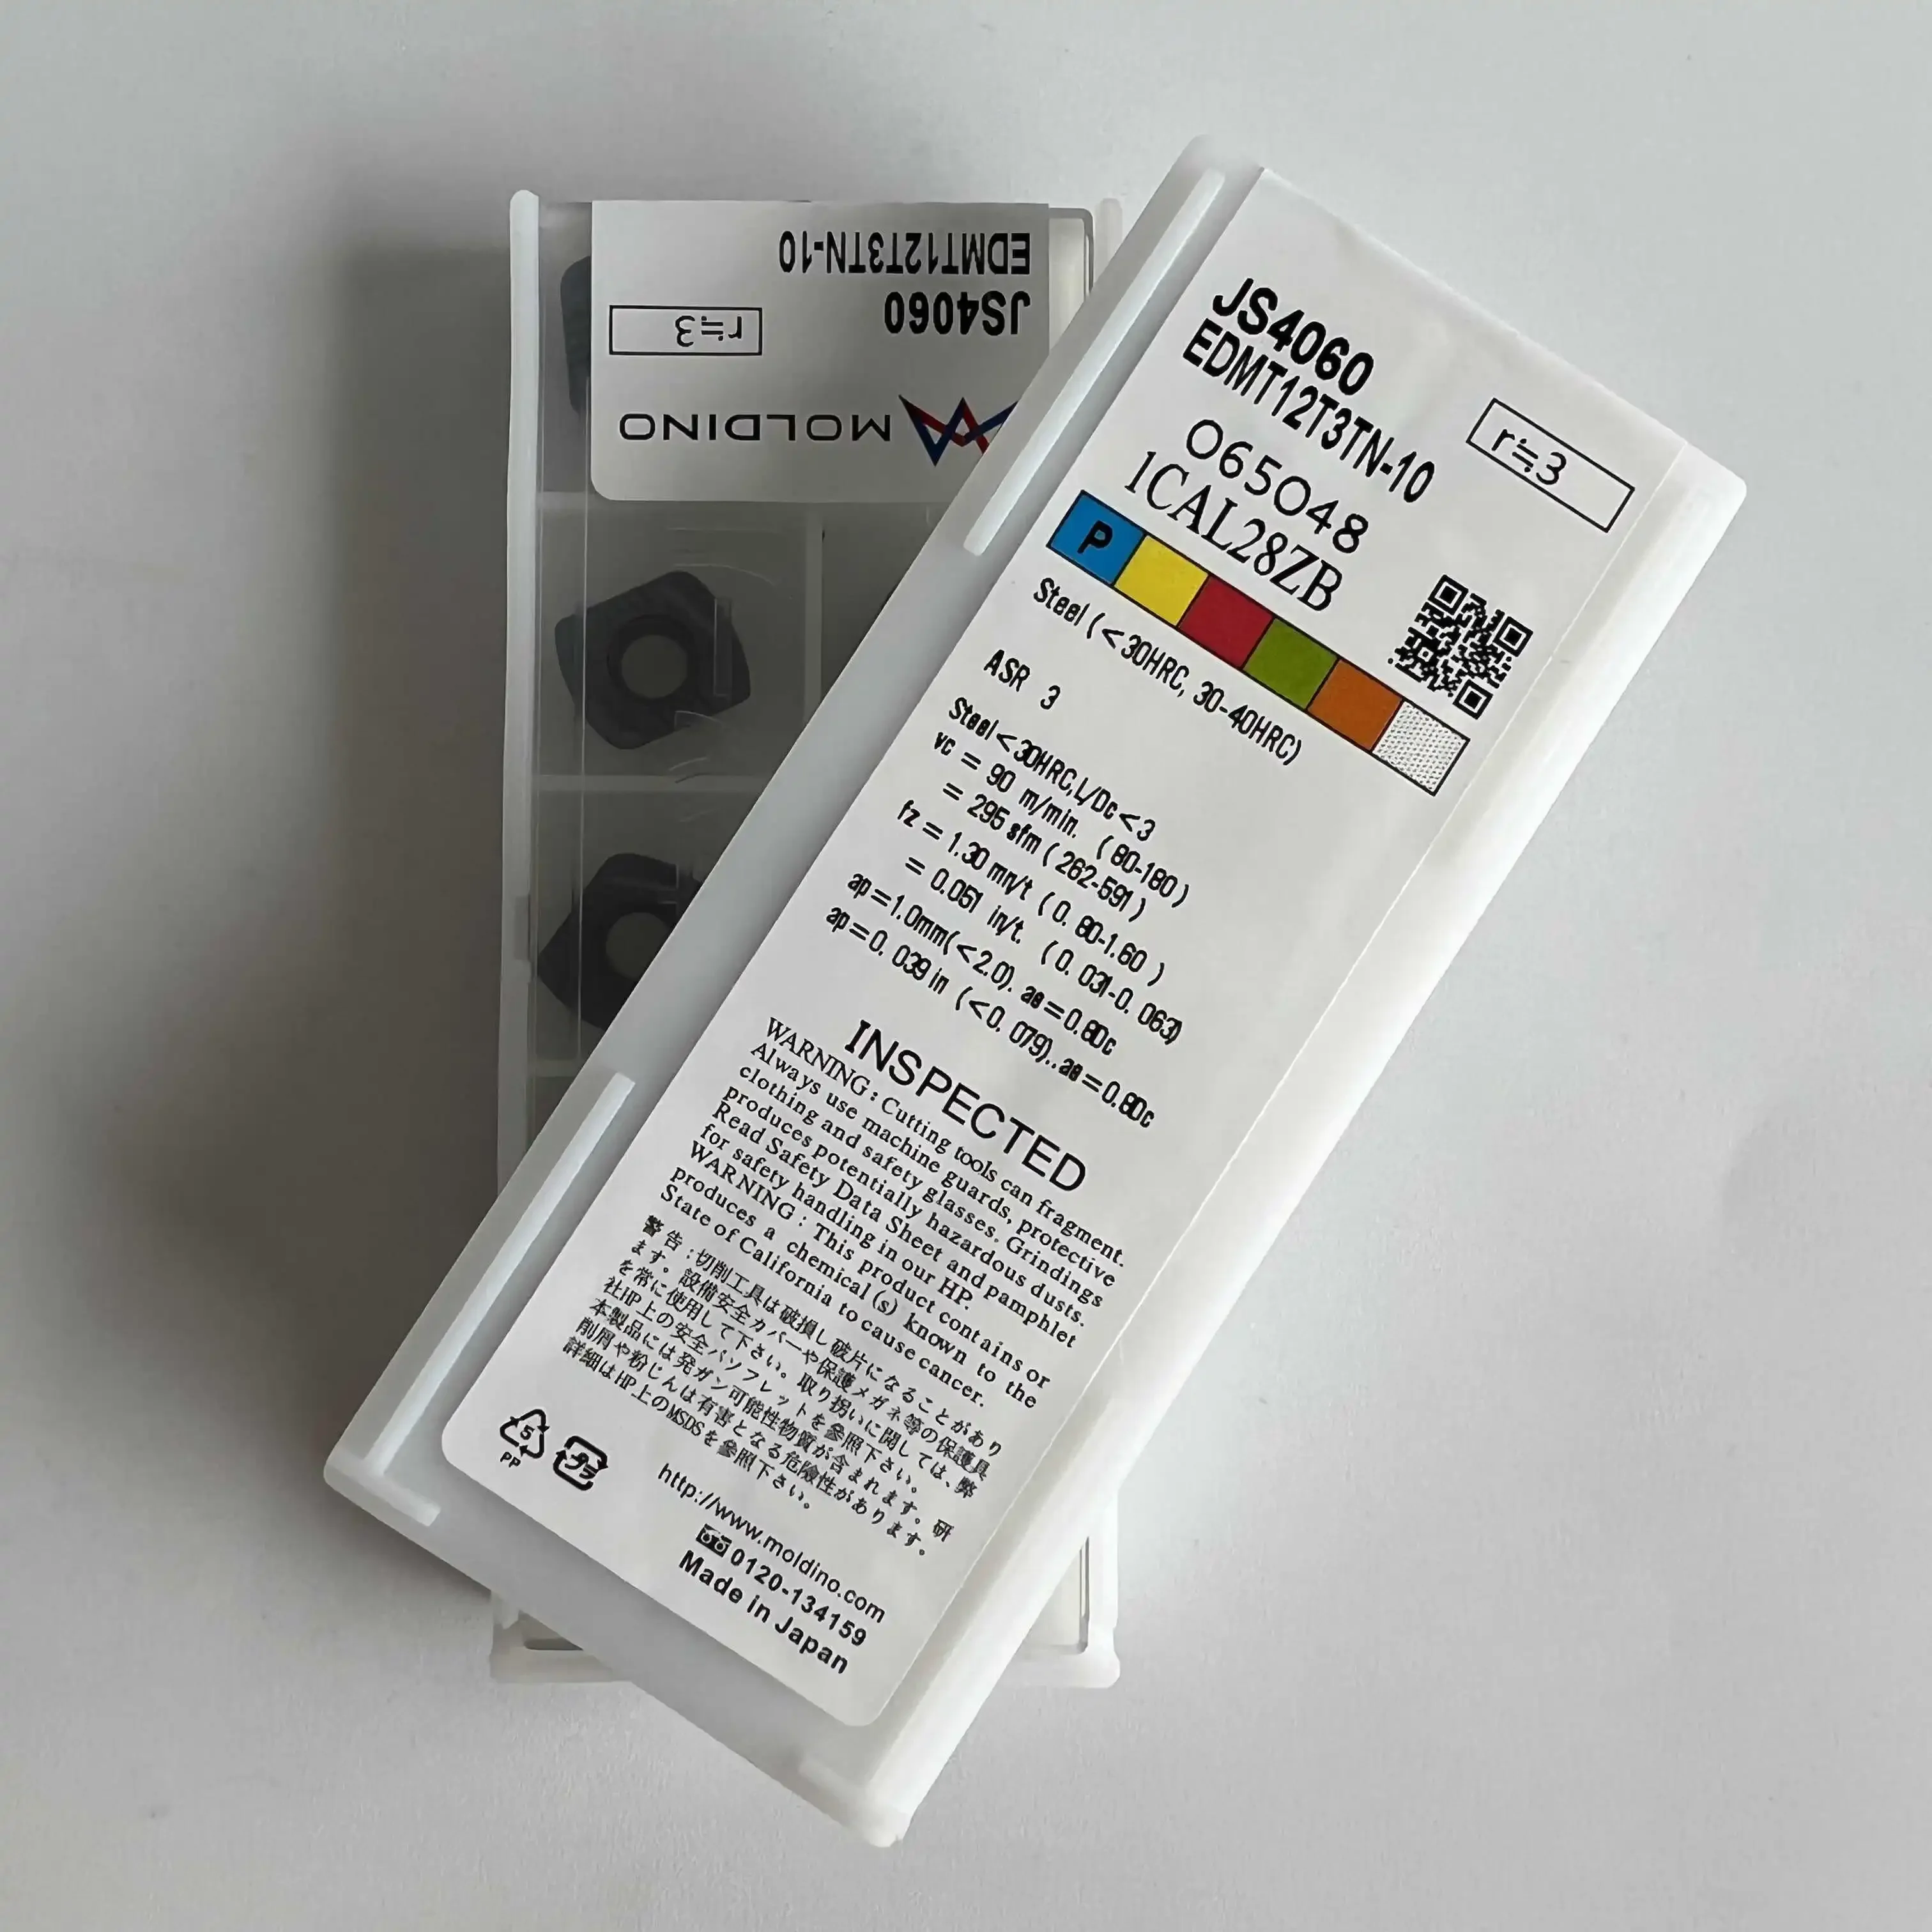 EDMT12T3TN-10
JS4060
r≒3
MOLDINO
JS4060
EDMT12T3TN-10
r≒3
065048
1CAL28ZB
P
Steel (<30HRC, 30-40HRC)
ASR 3
Steel<30HRC,L/Dc<3
vc = 90 m/min. (80-180)
= 295 sfm (262-591)
fz = 1.30 mm/t (0.80-1.60)
= 0.051 in/t. (0.031-0.063)
ap=1.0mm(<2.0). ae=0.8Dc
ap=0.039in (<0.079)..ae=0.8Dc
INSPECTED
WARNING : Cutting tools can fragment.
Always use machine guards, protective
clothing and safety glasses. Grindings
produces potentially hazardous dusts.
Read Safety Data Sheet and pamphlet
for safety handling in our HP.
WARNING : This product contains or
produces a chemical (s) known to the
State of California to cause cancer.
警告:切削工具は破損し破片になることがあり
ます。設備安全カバーや保護メガネ等の保護具
を常に使用して下さい。取り拐いに開しては、弊
社HP上の安全パソフレットを參照下さい。
本製品には発ガン可能性物質が含まれます。研
削屑や粉じんは有害となる危險性があります。
詳細はHP上のMSDSを參照下さい。
5
PP
プラ
http://www.moldino.com
0120-134159
Made in Japan